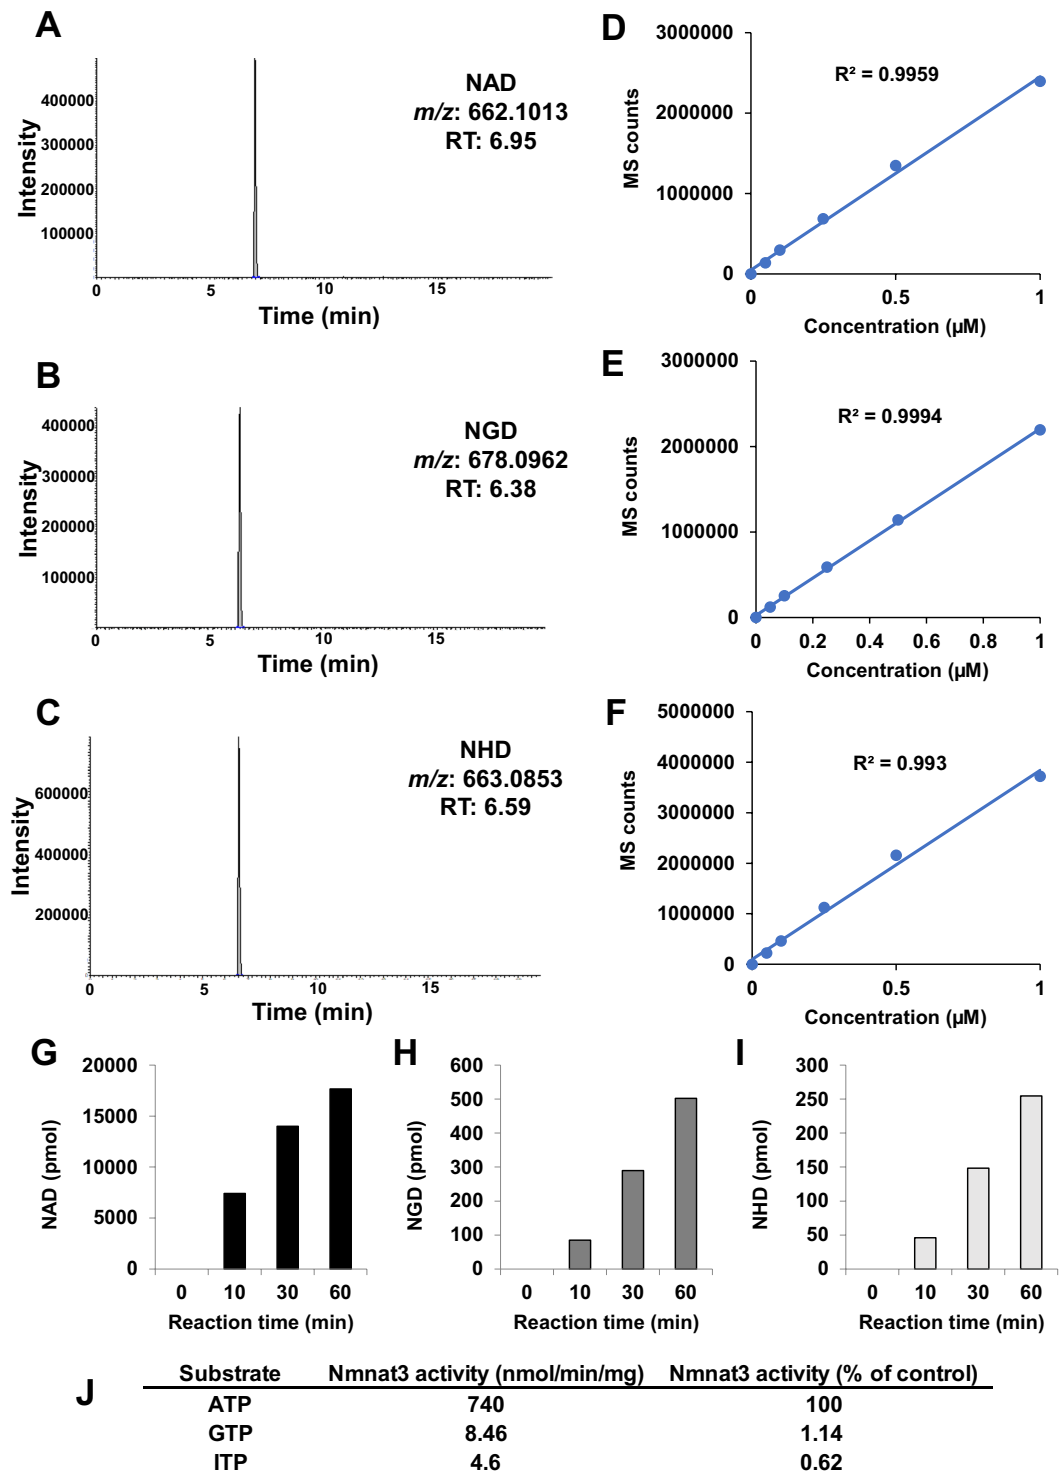 A
NAD
m/z: 662.1013
RT: 6.95
Intensity
400000
300000
200000
100000
0 5 10 15
Time (min)
D
R² = 0.9959
MS counts
3000000
2000000
1000000
0
0 0.5 1
Concentration (µM)
B
NGD
m/z: 678.0962
RT: 6.38
Intensity
400000
300000
200000
100000
0 5 10 15
Time (min)
E
R² = 0.9994
MS counts
3000000
2000000
1000000
0
0 0.2 0.4 0.6 0.8 1
Concentration (µM)
C
NHD
m/z: 663.0853
RT: 6.59
Intensity
600000
400000
200000
0 5 10 15
Time (min)
F
R² = 0.993
MS counts
5000000
4000000
3000000
2000000
1000000
0
0 0.5 1
Concentration (µM)
G
NAD (pmol)
20000
15000
10000
5000
0
0 10 30 60
Reaction time (min)
H
NGD (pmol)
600
500
400
300
200
100
0
0 10 30 60
Reaction time (min)
I
NHD (pmol)
300
250
200
150
100
50
0
0 10 30 60
Reaction time (min)
J
Substrate Nmnat3 activity (nmol/min/mg) Nmnat3 activity (% of control)
ATP 740 100
GTP 8.46 1.14
ITP 4.6 0.62